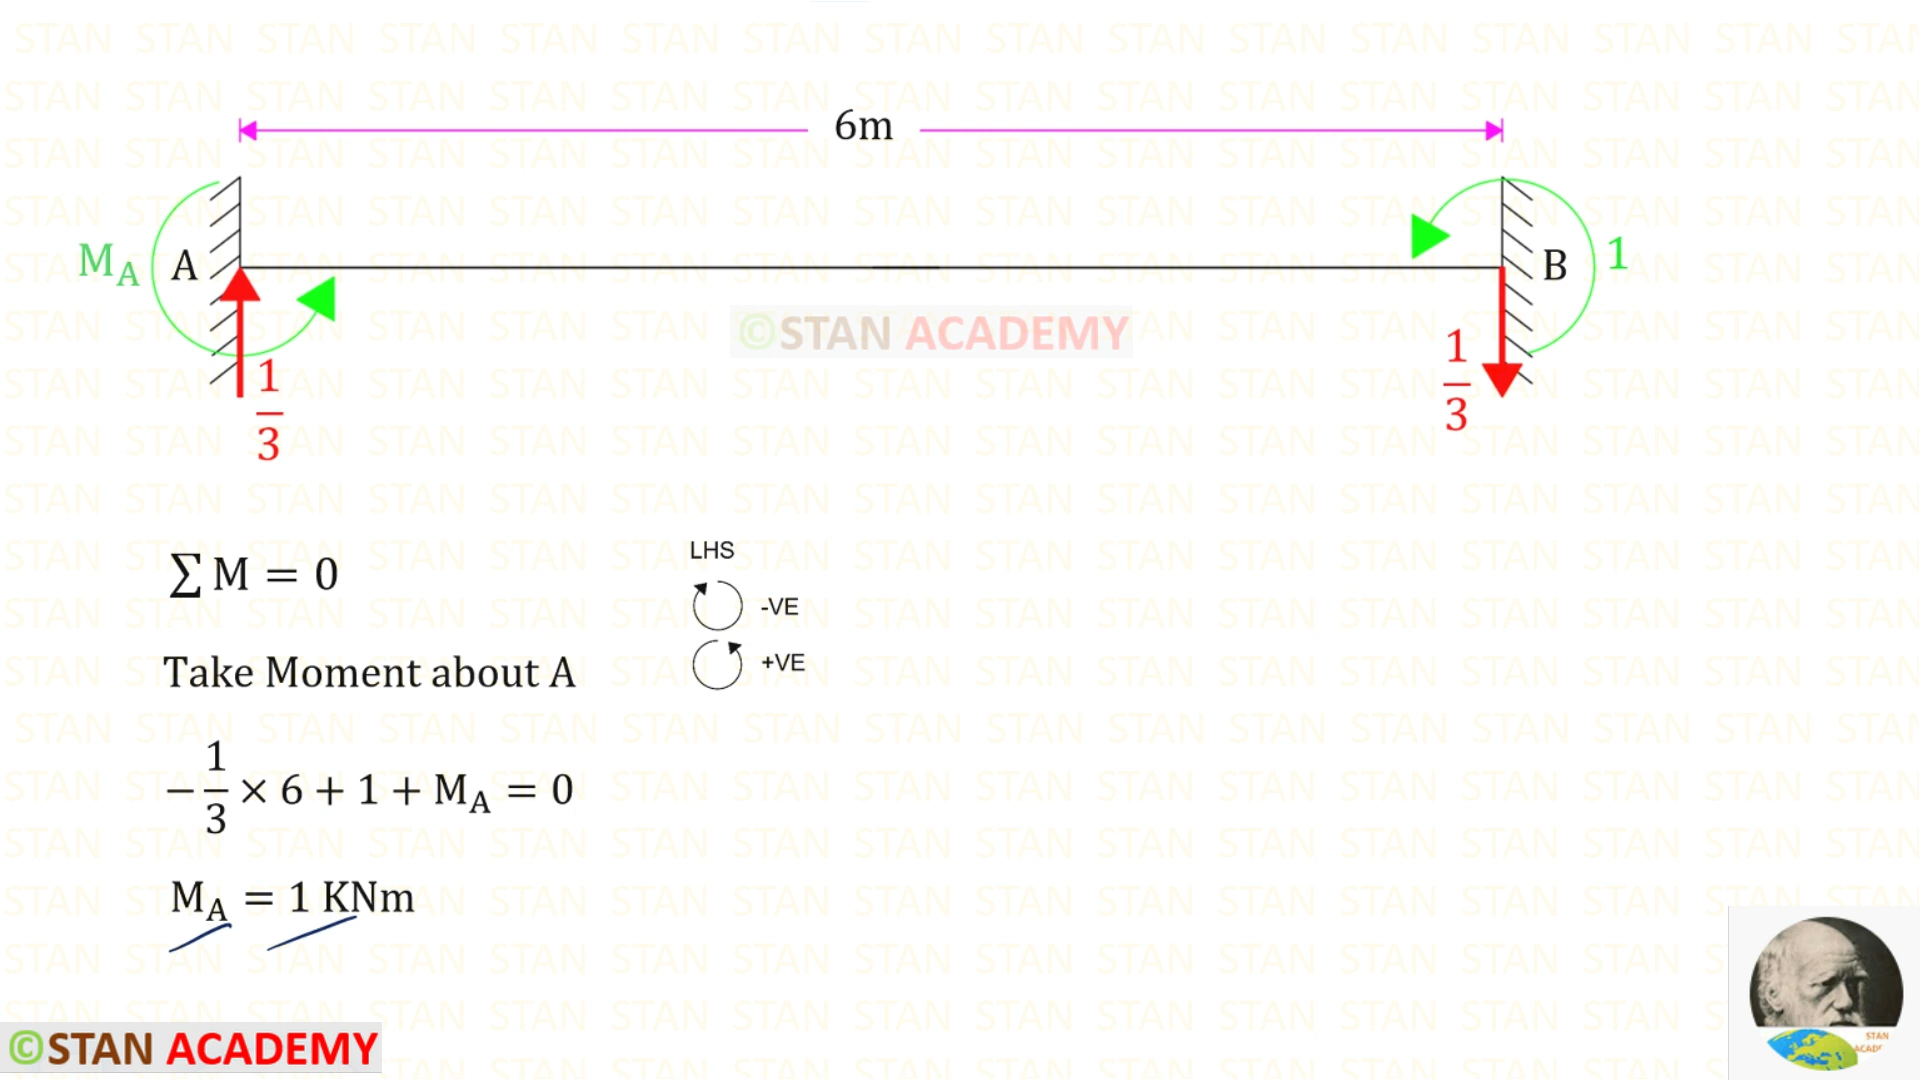 6m
M_A A B 1
©STAN ACADEMY
1/3
1/3
∑ M = 0
LHS
-VE
Take Moment about A
+VE
−1/3 × 6 + 1 + M_A = 0
M_A = 1 KNm
©STAN ACADEMY
STAN